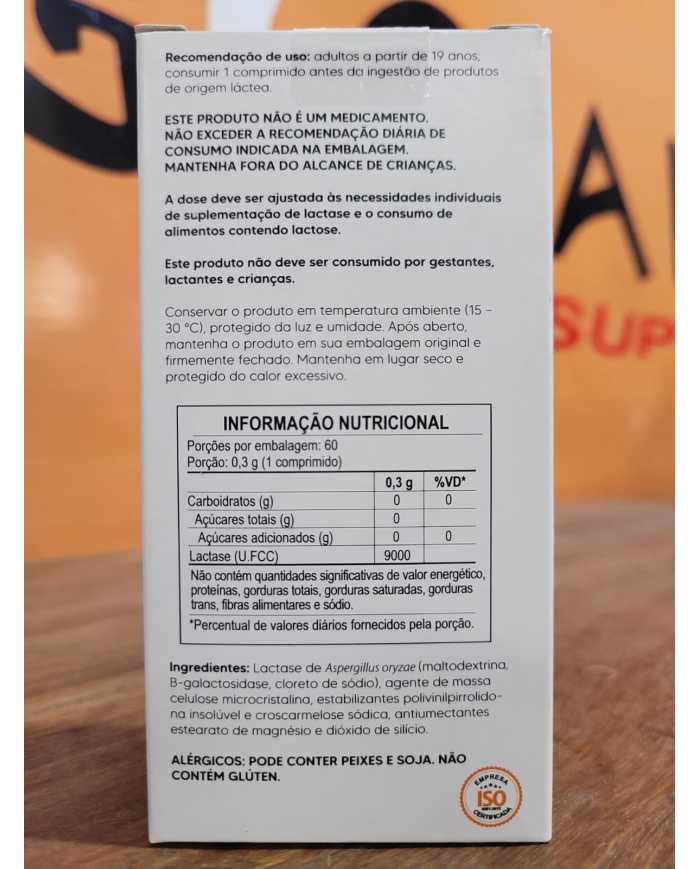 Recomendação de uso: adultos a partir de 19 anos,
consumir 1 comprimido antes da ingestão de produtos
de origem láctea.
ESTE PRODUTO NÃO É UM MEDICAMENTO.
NÃO EXCEDER A RECOMENDAÇÃO DIÁRIA DE
CONSUMO INDICADA NA EMBALAGEM.
MANTENHA FORA DO ALCANCE DE CRIANÇAS.
A dose deve ser ajustada às necessidades individuais
de suplementação de lactase e o consumo de
alimentos contendo lactose.
Este produto não deve ser consumido por gestantes,
lactantes e crianças.
Conservar o produto em temperatura ambiente (15 –
30 °C), protegido da luz e umidade. Após aberto,
mantenha o produto em sua embalagem original e
firmemente fechado. Mantenha em lugar seco e
protegido do calor excessivo.
INFORMAÇÃO NUTRICIONAL
Porções por embalagem: 60
Porção: 0,3 g (1 comprimido)
0,3 g %VD*
Carboidratos (g) 0 0
Açúcares totais (g) 0
Açúcares adicionados (g) 0 0
Lactase (U.FCC) 9000
Não contém quantidades significativas de valor energético,
proteínas, gorduras totais, gorduras saturadas, gorduras
trans, fibras alimentares e sódio.
*Percentual de valores diários fornecidos pela porção.
Ingredientes: Lactase de Aspergillus oryzae (maltodextrina,
B-galactosidase, cloreto de sódio), agente de massa
celulose microcristalina, estabilizantes polivinilpirrolido-
na insolúvel e croscarmelose sódica, antiumectantes
estearato de magnésio e dióxido de silício.
ALÉRGICOS: PODE CONTER PEIXES E SOJA. NÃO
CONTÉM GLÚTEN.
EMPRESA
ISO
CERTIFICADA
SUP